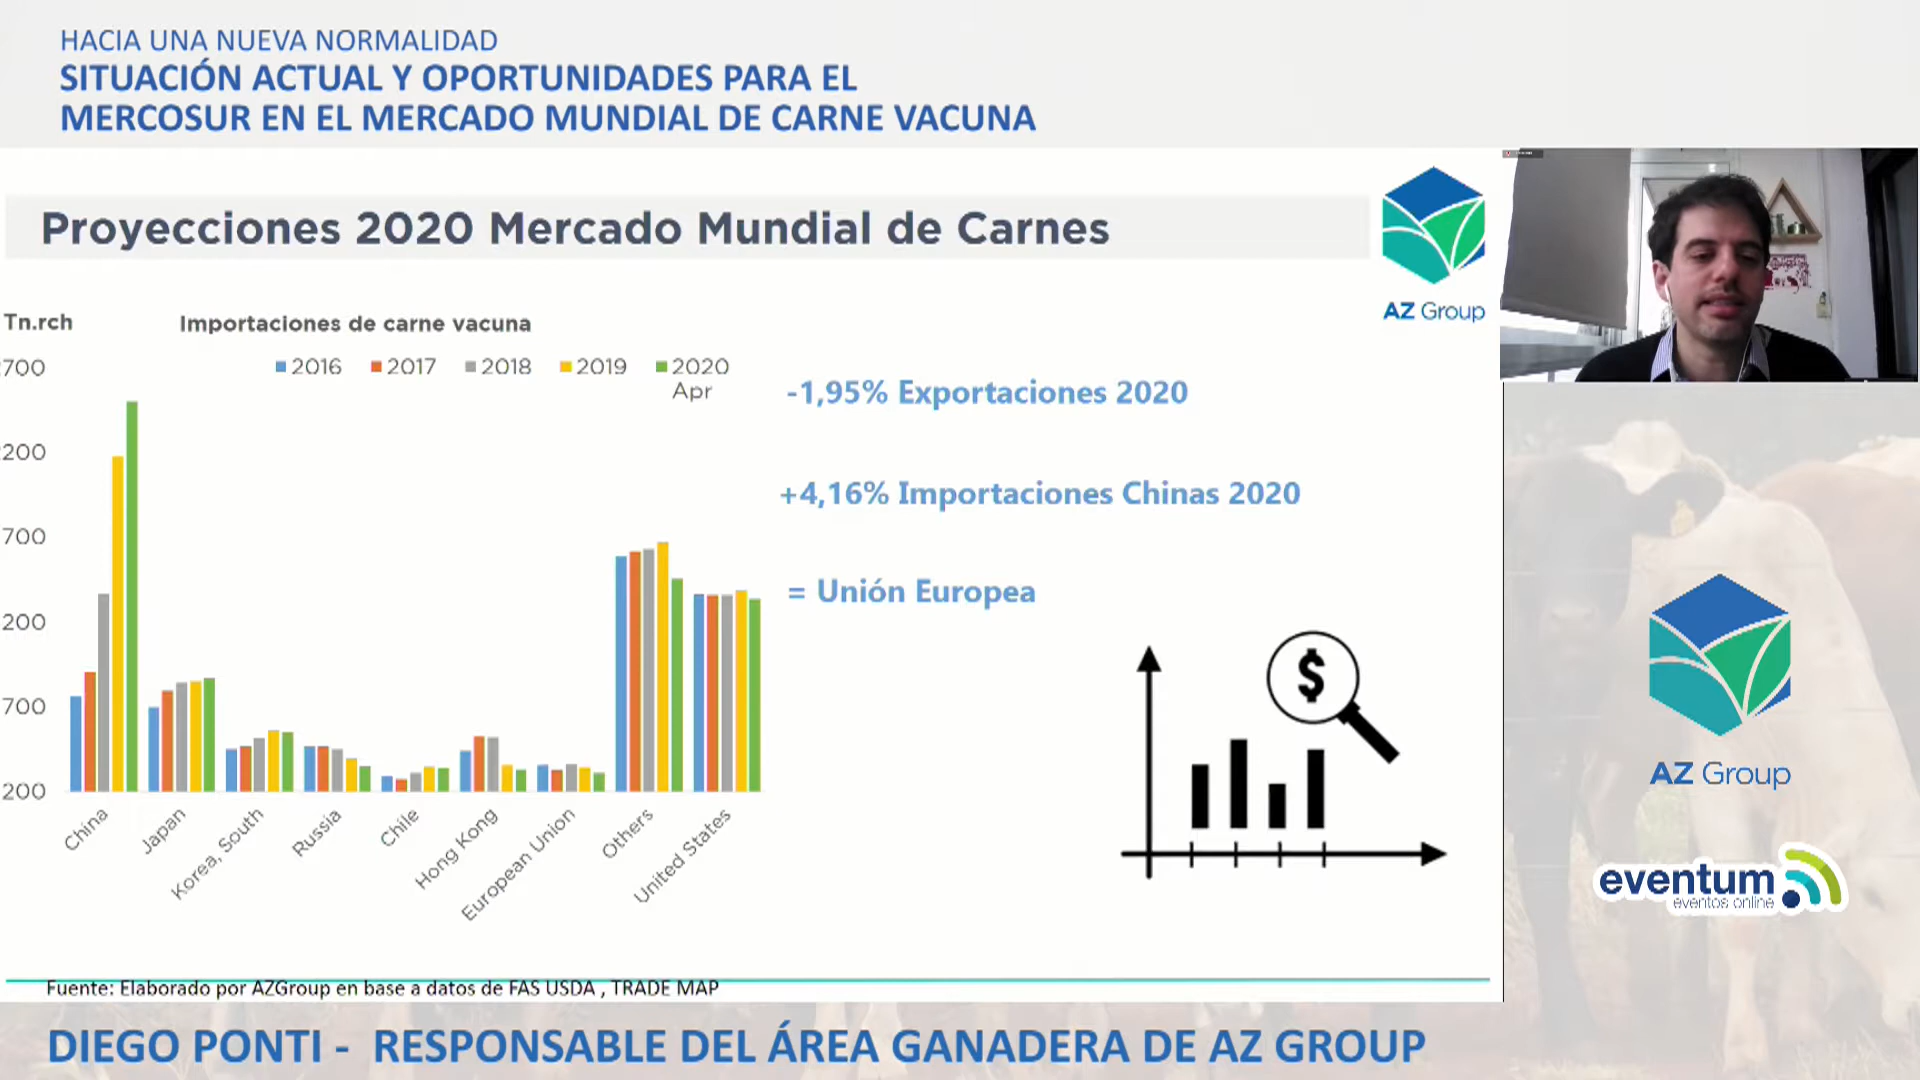 HACIA UNA NUEVA NORMALIDAD
SITUACIÓN ACTUAL Y OPORTUNIDADES PARA EL
MERCOSUR EN EL MERCADO MUNDIAL DE CARNE VACUNA
Proyecciones 2020 Mercado Mundial de Carnes
AZ Group
Tn.rch
Importaciones de carne vacuna
2016 2017 2018 2019 2020
Apr
700
200
700
200
700
200
China
Japan
Korea, South
Russia
Chile
Hong Kong
European Union
Others
United States
-1,95% Exportaciones 2020
+4,16% Importaciones Chinas 2020
= Unión Europea
$
AZ Group
eventum
eventos online
Fuente: Elaborado por AZGroup en base a datos de FAS USDA , TRADE MAP
DIEGO PONTI - RESPONSABLE DEL ÁREA GANADERA DE AZ GROUP